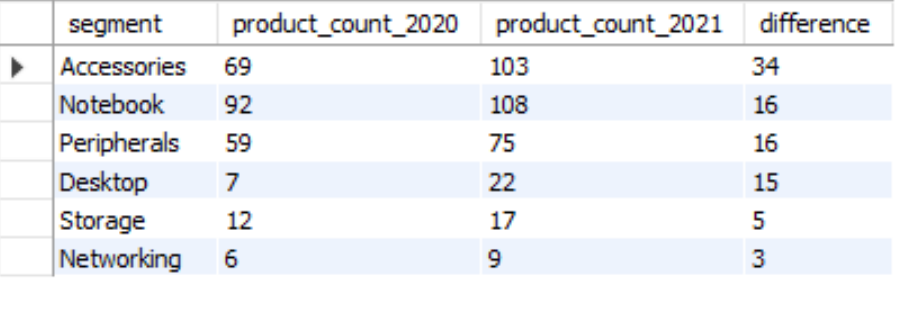 segment product_count_2020 product_count_2021 difference
Accessories 69 103 34
Notebook 92 108 16
Peripherals 59 75 16
Desktop 7 22 15
Storage 12 17 5
Networking 6 9 3